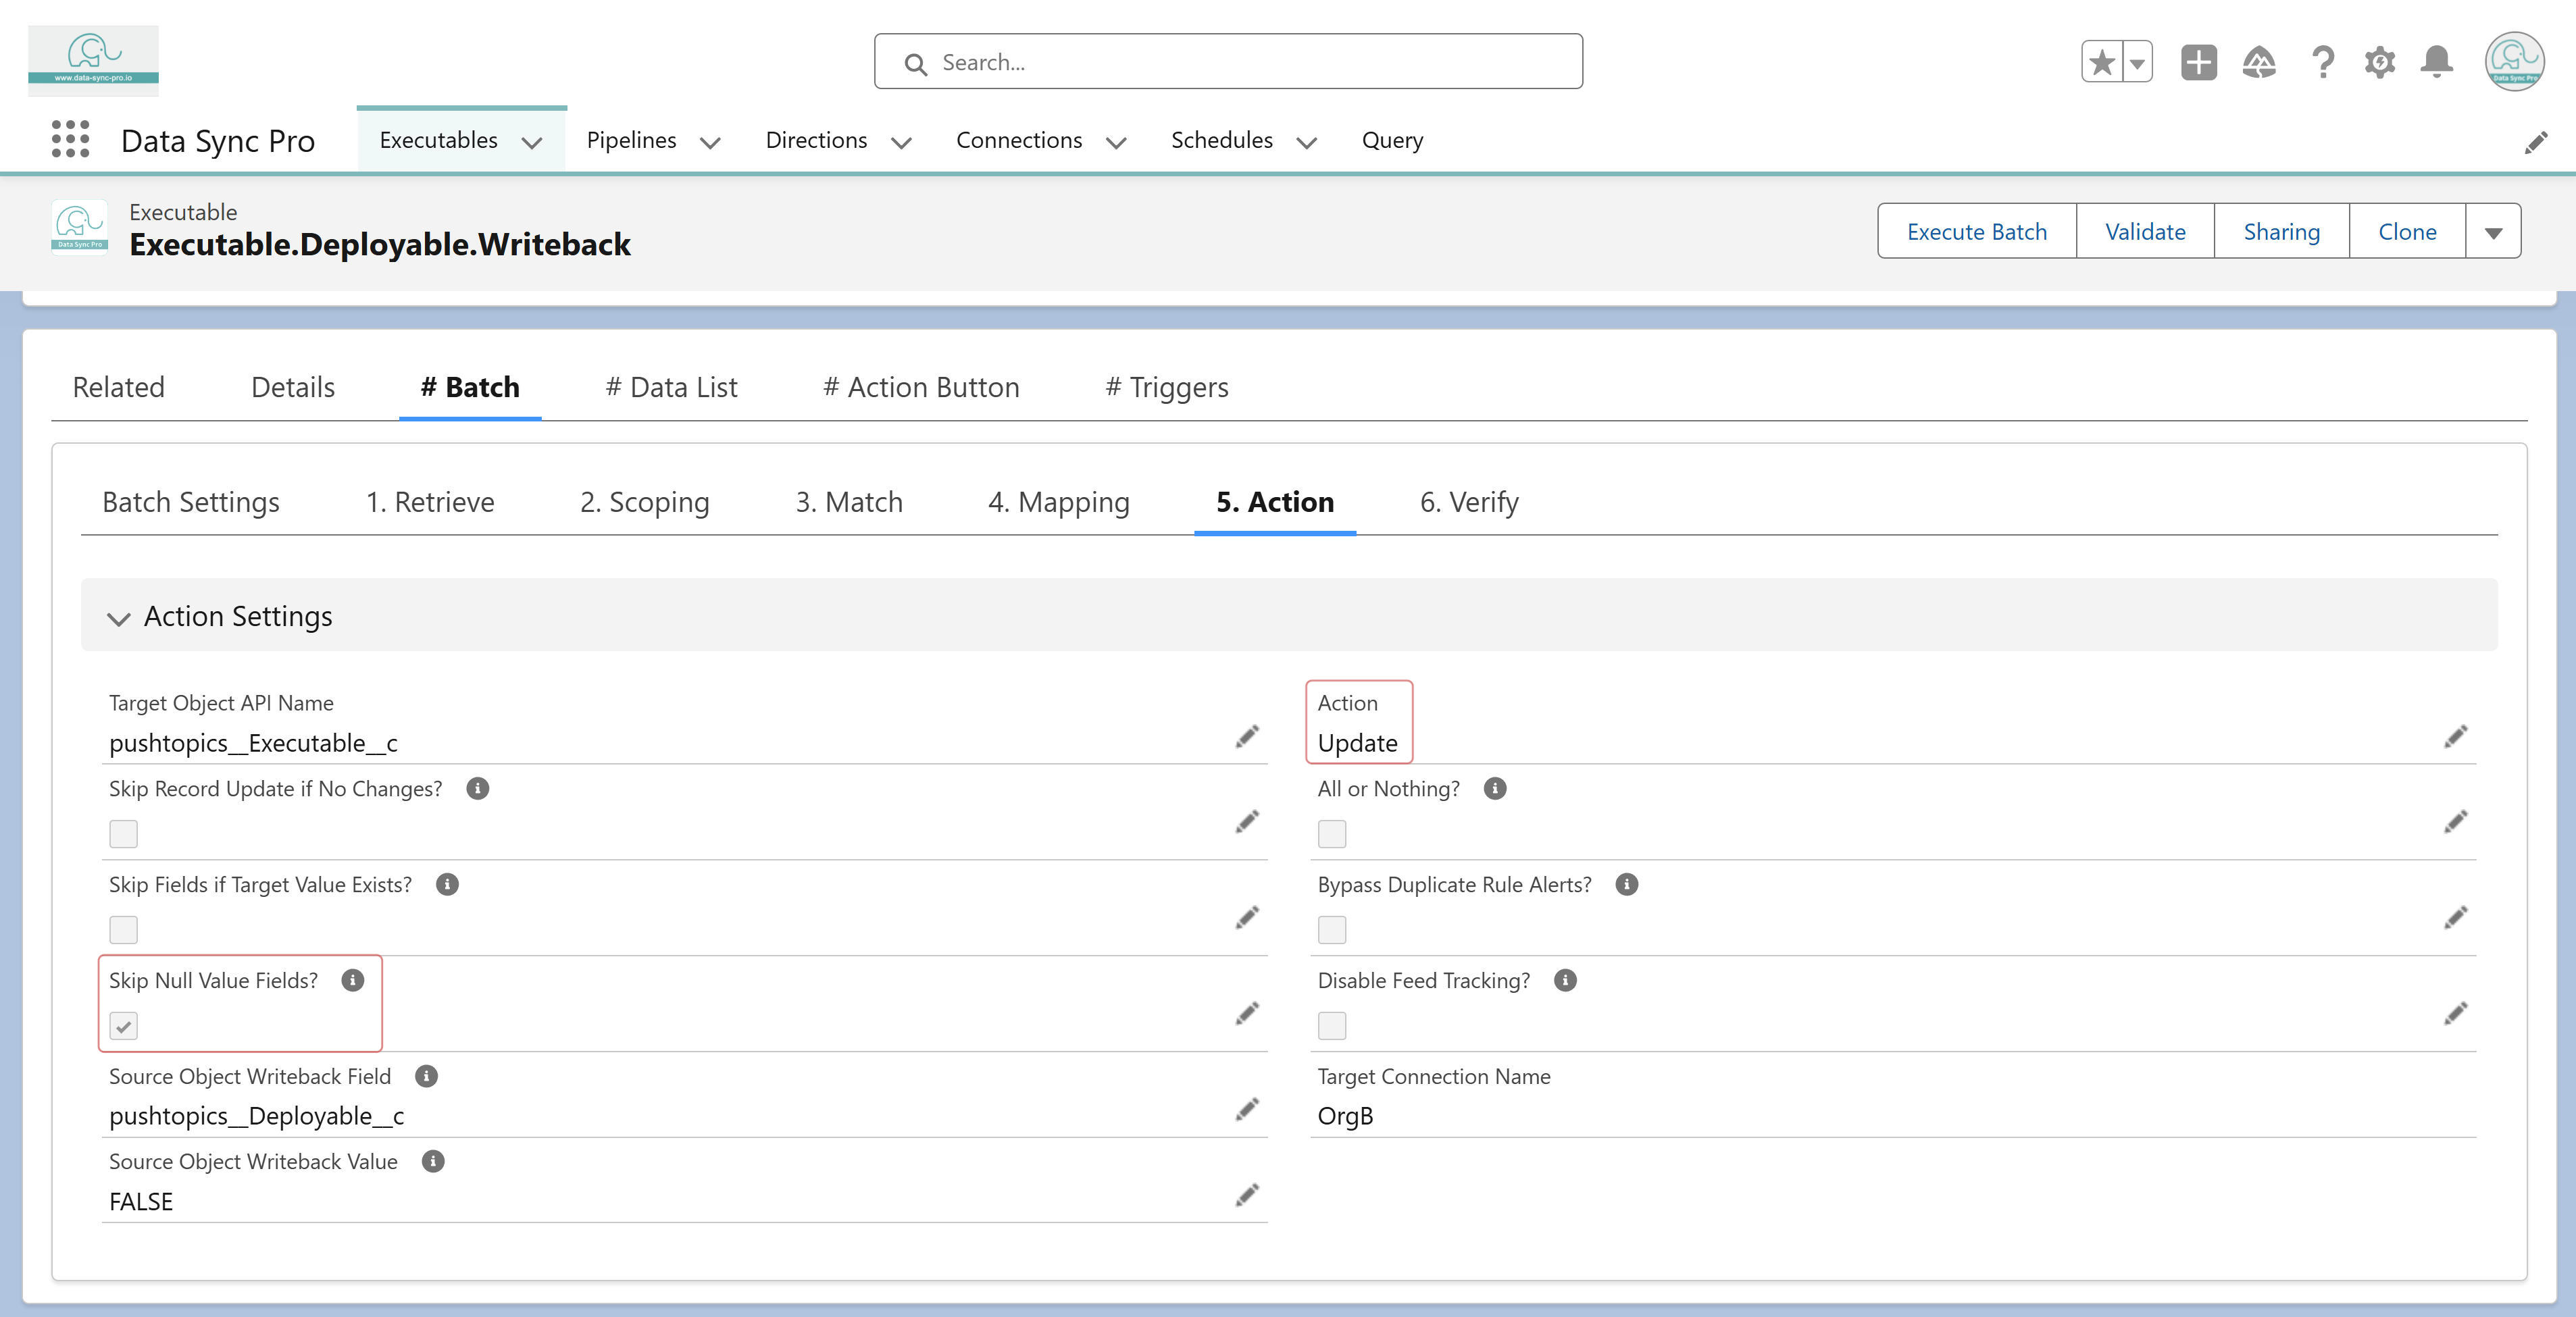 www.data-sync-pro.io
Search...
Data Sync Pro
Data Sync Pro
Executables
Pipelines
Directions
Connections
Schedules
Query
Data Sync Pro
Executable
Executable.Deployable.Writeback
Execute Batch
Validate
Sharing
Clone
Related
Details
# Batch
# Data List
# Action Button
# Triggers
Batch Settings
1. Retrieve
2. Scoping
3. Match
4. Mapping
5. Action
6. Verify
Action Settings
Target Object API Name
pushtopics__Executable__c
Action
Update
Skip Record Update if No Changes?
All or Nothing?
Skip Fields if Target Value Exists?
Bypass Duplicate Rule Alerts?
Skip Null Value Fields?
Disable Feed Tracking?
Source Object Writeback Field
pushtopics__Deployable__c
Target Connection Name
OrgB
Source Object Writeback Value
FALSE